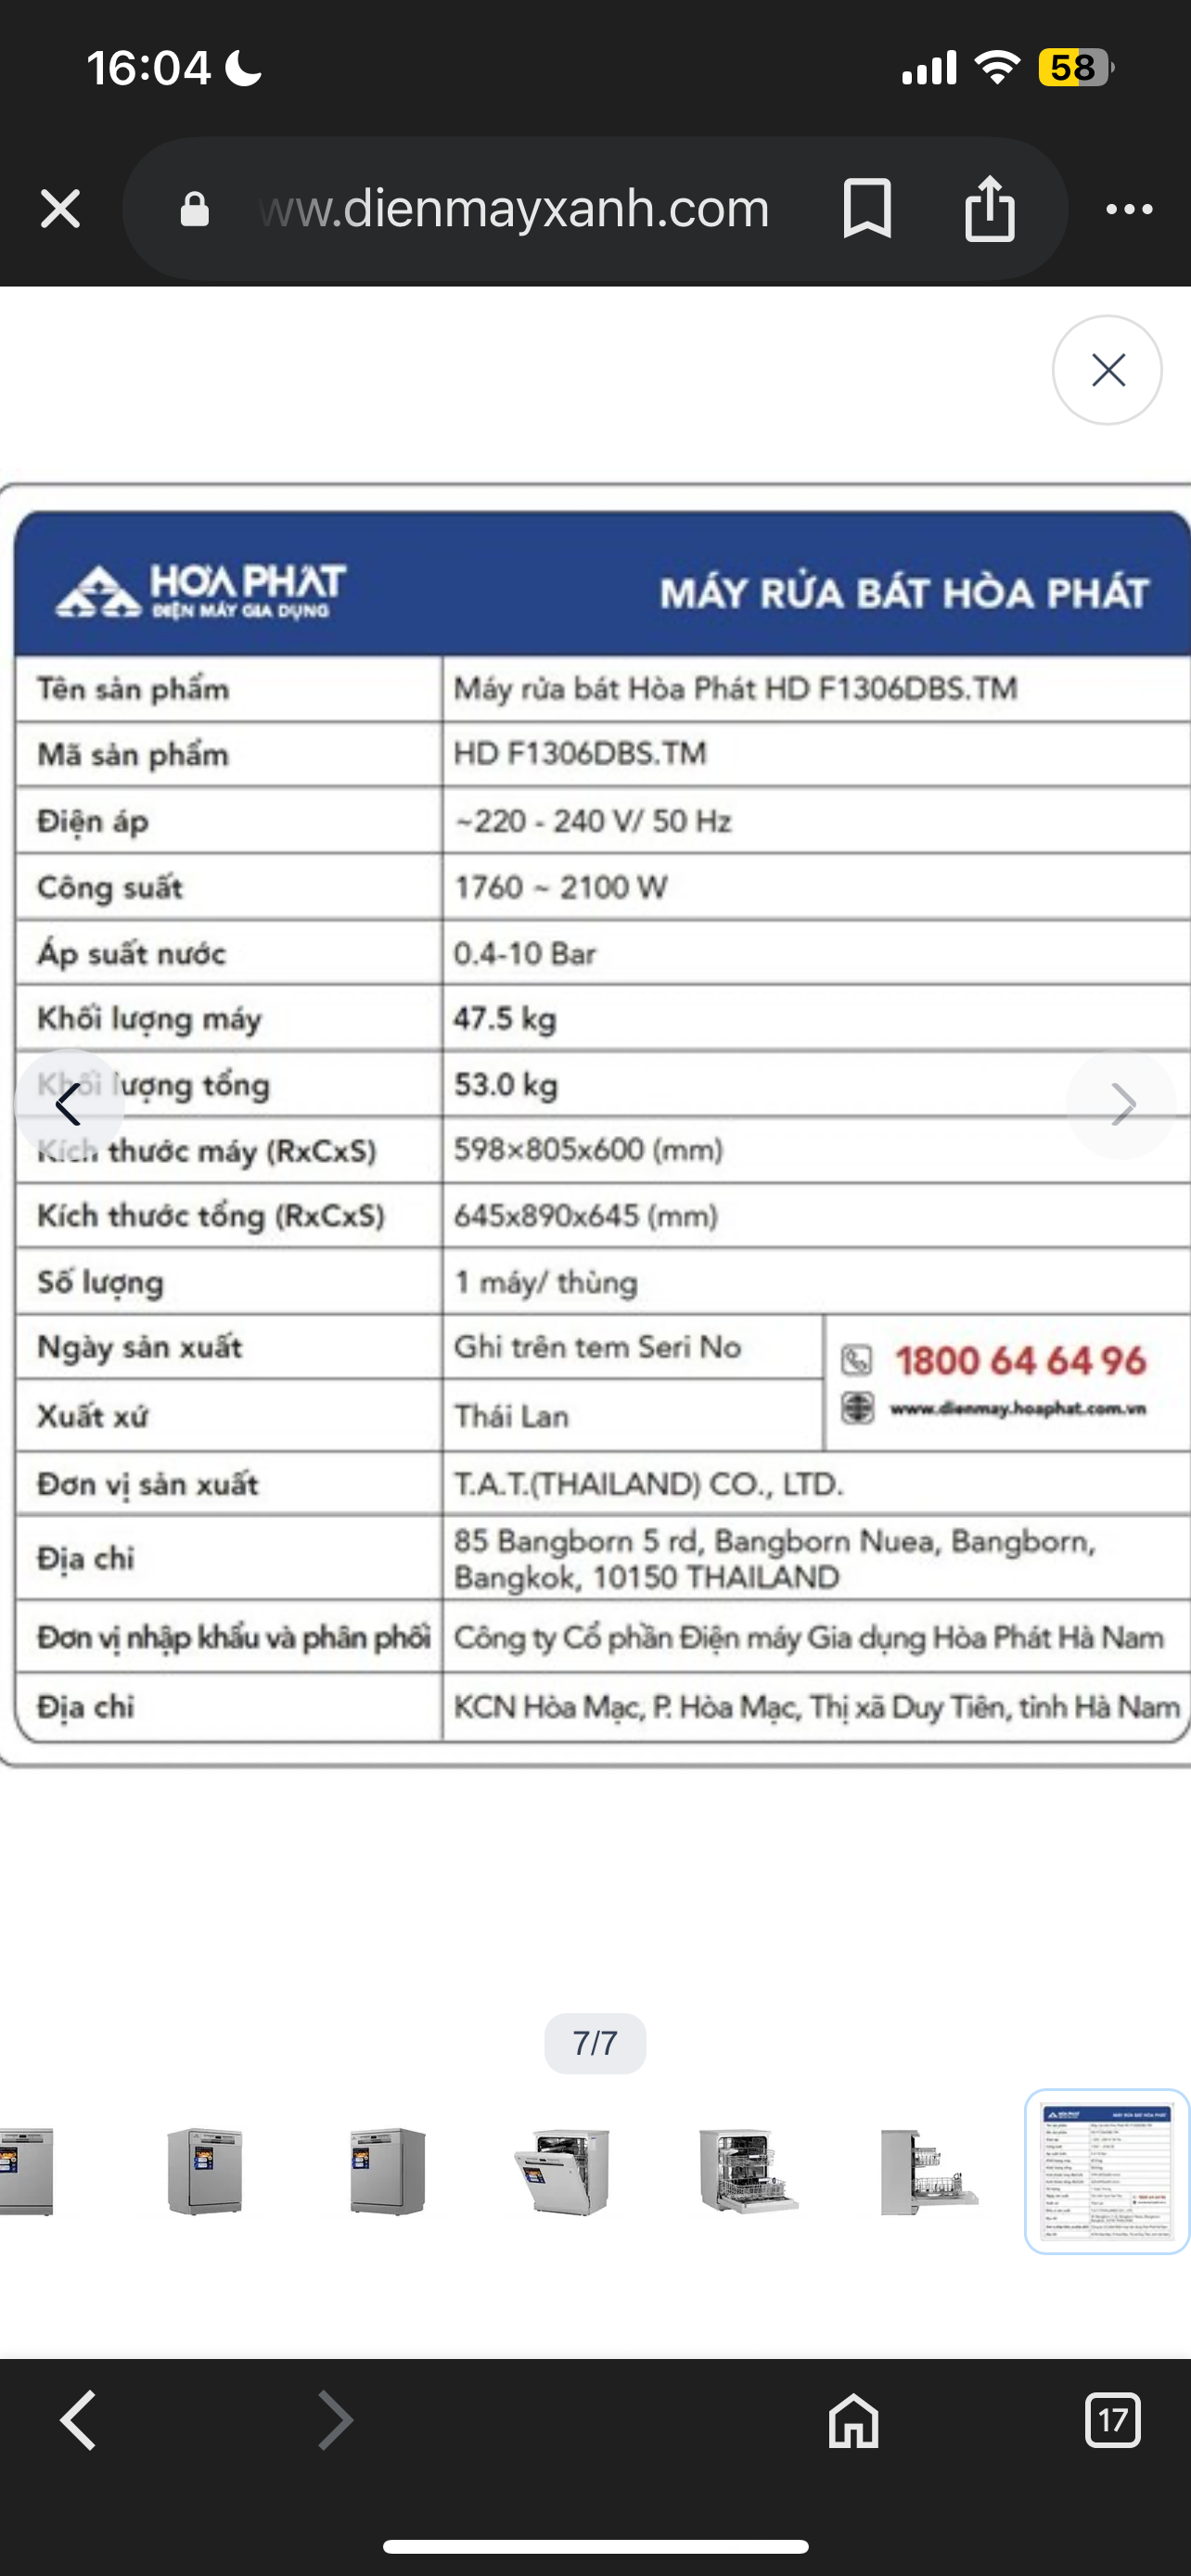 16:04
58
ww.dienmayxanh.com
HÒA PHÁT
ĐIỆN MÁY GIA DỤNG
MÁY RỬA BÁT HÒA PHÁT
Tên sản phẩm Máy rửa bát Hòa Phát HD F1306DBS.TM
Mã sản phẩm HD F1306DBS.TM
Điện áp ~220 - 240 V/ 50 Hz
Công suất 1760 ~ 2100 W
Áp suất nước 0.4-10 Bar
Khối lượng máy 47.5 kg
Khối lượng tổng 53.0 kg
Kích thước máy (RxCxS) 598×805x600 (mm)
Kích thước tổng (RxCxS) 645x890x645 (mm)
Số lượng 1 máy/ thùng
Ngày sản xuất Ghi trên tem Seri No
1800 64 64 96
Xuất xứ Thái Lan
www.dienmay.hoaphat.com.vn
Đơn vị sản xuất T.A.T.(THAILAND) CO., LTD.
Địa chỉ 85 Bangborn 5 rd, Bangborn Nuea, Bangborn,
Bangkok, 10150 THAILAND
Đơn vị nhập khẩu và phân phối Công ty Cổ phần Điện máy Gia dụng Hòa Phát Hà Nam
Địa chỉ KCN Hòa Mạc, P. Hòa Mạc, Thị xã Duy Tiên, tỉnh Hà Nam
7/7
17